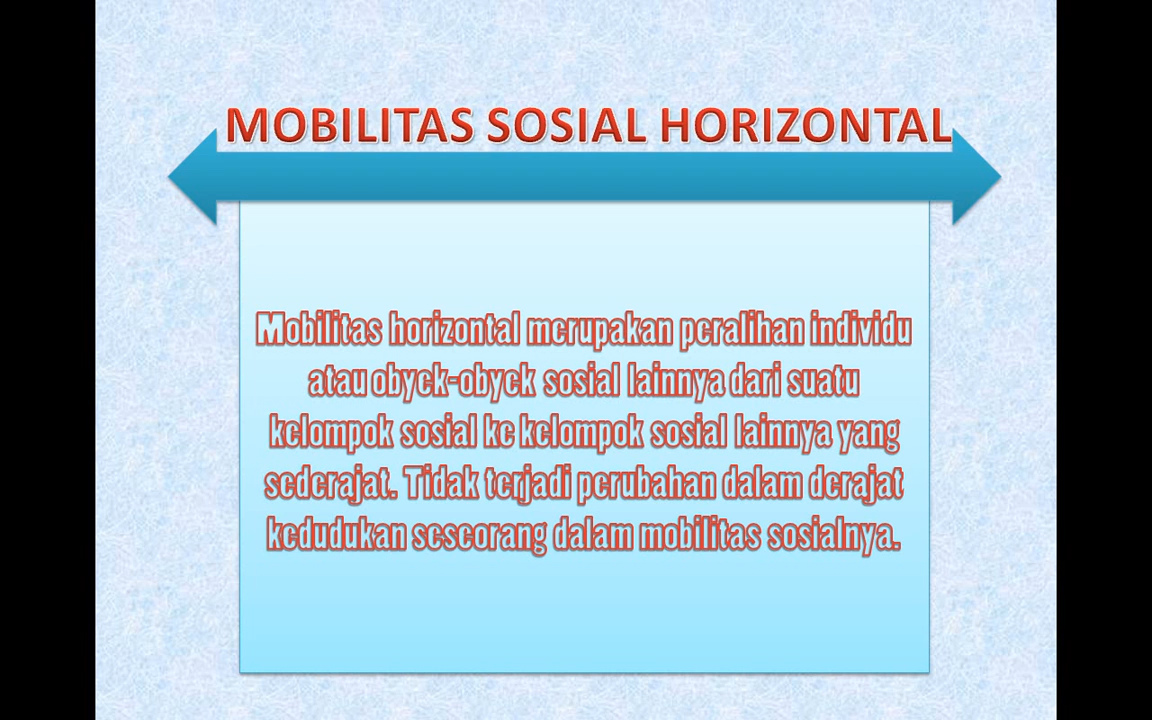 MOBILITAS SOSIAL HORIZONTAL
Mobilitas horizontal merupakan peralihan individu
atau obyek-obyek sosial lainnya dari suatu
kelompok sosial ke kelompok sosial lainnya yang
sederajat. Tidak terjadi perubahan dalam derajat
kedudukan seseorang dalam mobilitas sosialnya.